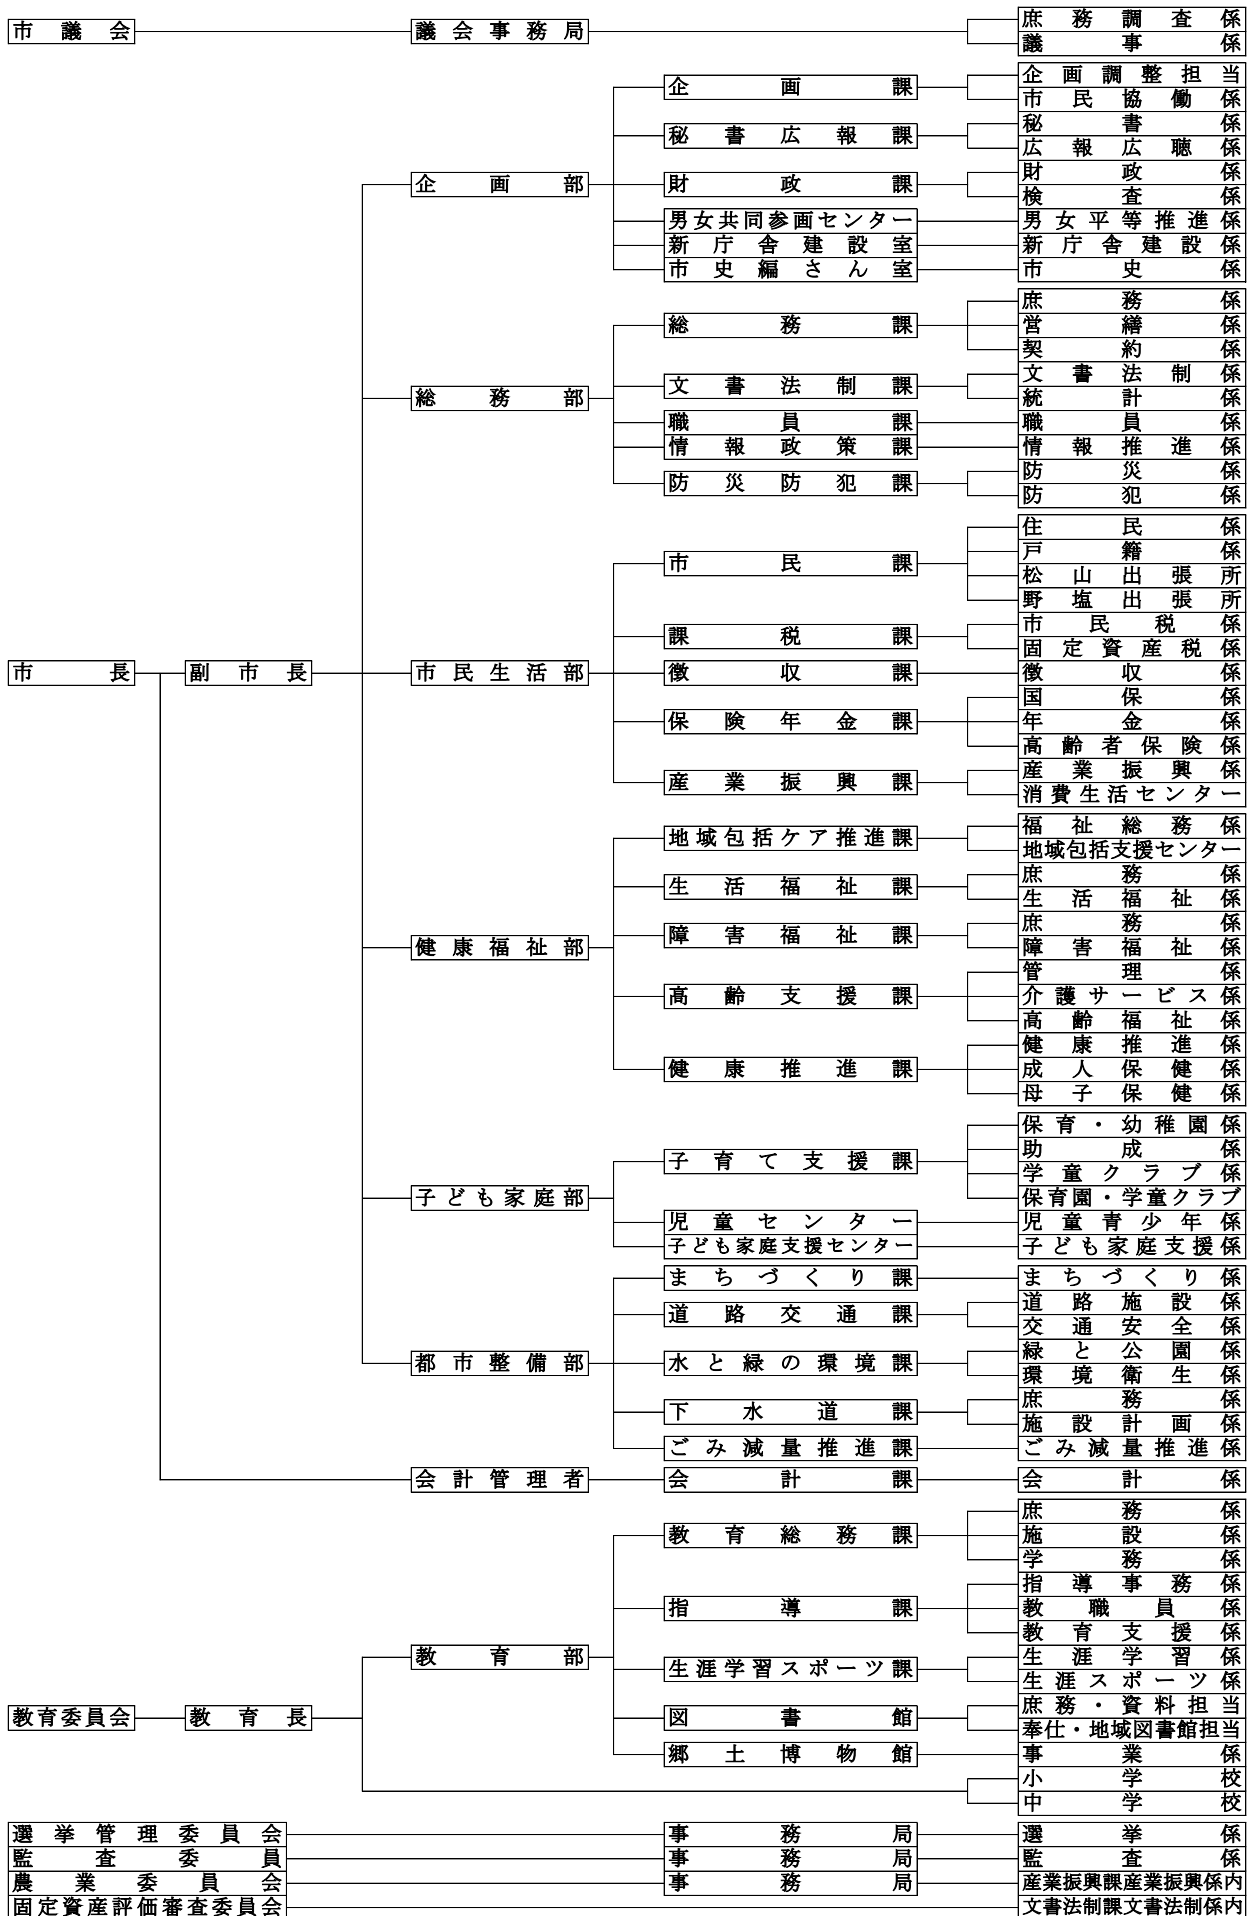 市議会 議会事務局 庶務調査係
議事係
企画課 企画調整担当
市民協働係
秘書広報課 秘書係
広報広聴係
企画部 財政課 財政係
検査係
男女共同参画センター 男女平等推進係
新庁舎建設室 新庁舎建設係
市史編さん室 市史係
総務課 庶務係
営繕係
契約係
総務部 文書法制課 文書法制係
統計係
職員課 職員係
情報政策課 情報推進係
防災防犯課 防災係
防犯係
市民課 住民係
戸籍係
松山出張所
野塩出張所
課税課 市民税係
固定資産税係
市長 副市長 市民生活部 徴収課 徴収係
保険年金課 国保係
年金係
高齢者保険係
産業振興課 産業振興係
消費生活センター
地域包括ケア推進課 福祉総務係
地域包括支援センター
生活福祉課 庶務係
生活福祉係
健康福祉部 障害福祉課 庶務係
障害福祉係
高齢支援課 管理係
介護サービス係
高齢福祉係
健康推進課 健康推進係
成人保健係
母子保健係
子ども家庭部 子育て支援課 保育・幼稚園係
助成係
学童クラブ係
保育園・学童クラブ
児童センター 児童青少年係
子ども家庭支援センター 子ども家庭支援係
まちづくり課 まちづくり係
道路交通課 道路施設係
交通安全係
都市整備部 水と緑の環境課 緑と公園係
環境衛生係
下水道課 庶務係
施設計画係
ごみ減量推進課 ごみ減量推進係
会計管理者 会計課 会計係
教育総務課 庶務係
施設係
学務係
指導課 指導事務係
教職員係
教育支援係
教育部 生涯学習スポーツ課 生涯学習係
生涯スポーツ係
教育委員会 教育長 図書館 庶務・資料担当
奉仕・地域図書館担当
郷土博物館 事業係
小学校
中学校
選挙管理委員会 事務局 選挙係
監査委員 事務局 監査係
農業委員会 事務局 産業振興課産業振興係内
固定資産評価審査委員会 文書法制課文書法制係内